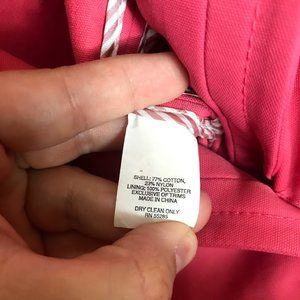 SHELL: 77% COTTON,
23% NYLON
LINING: 100% POLYESTER
EXCLUSIVE OF TRIMS
MADE IN CHINA
DRY CLEAN ONLY
RN 55285